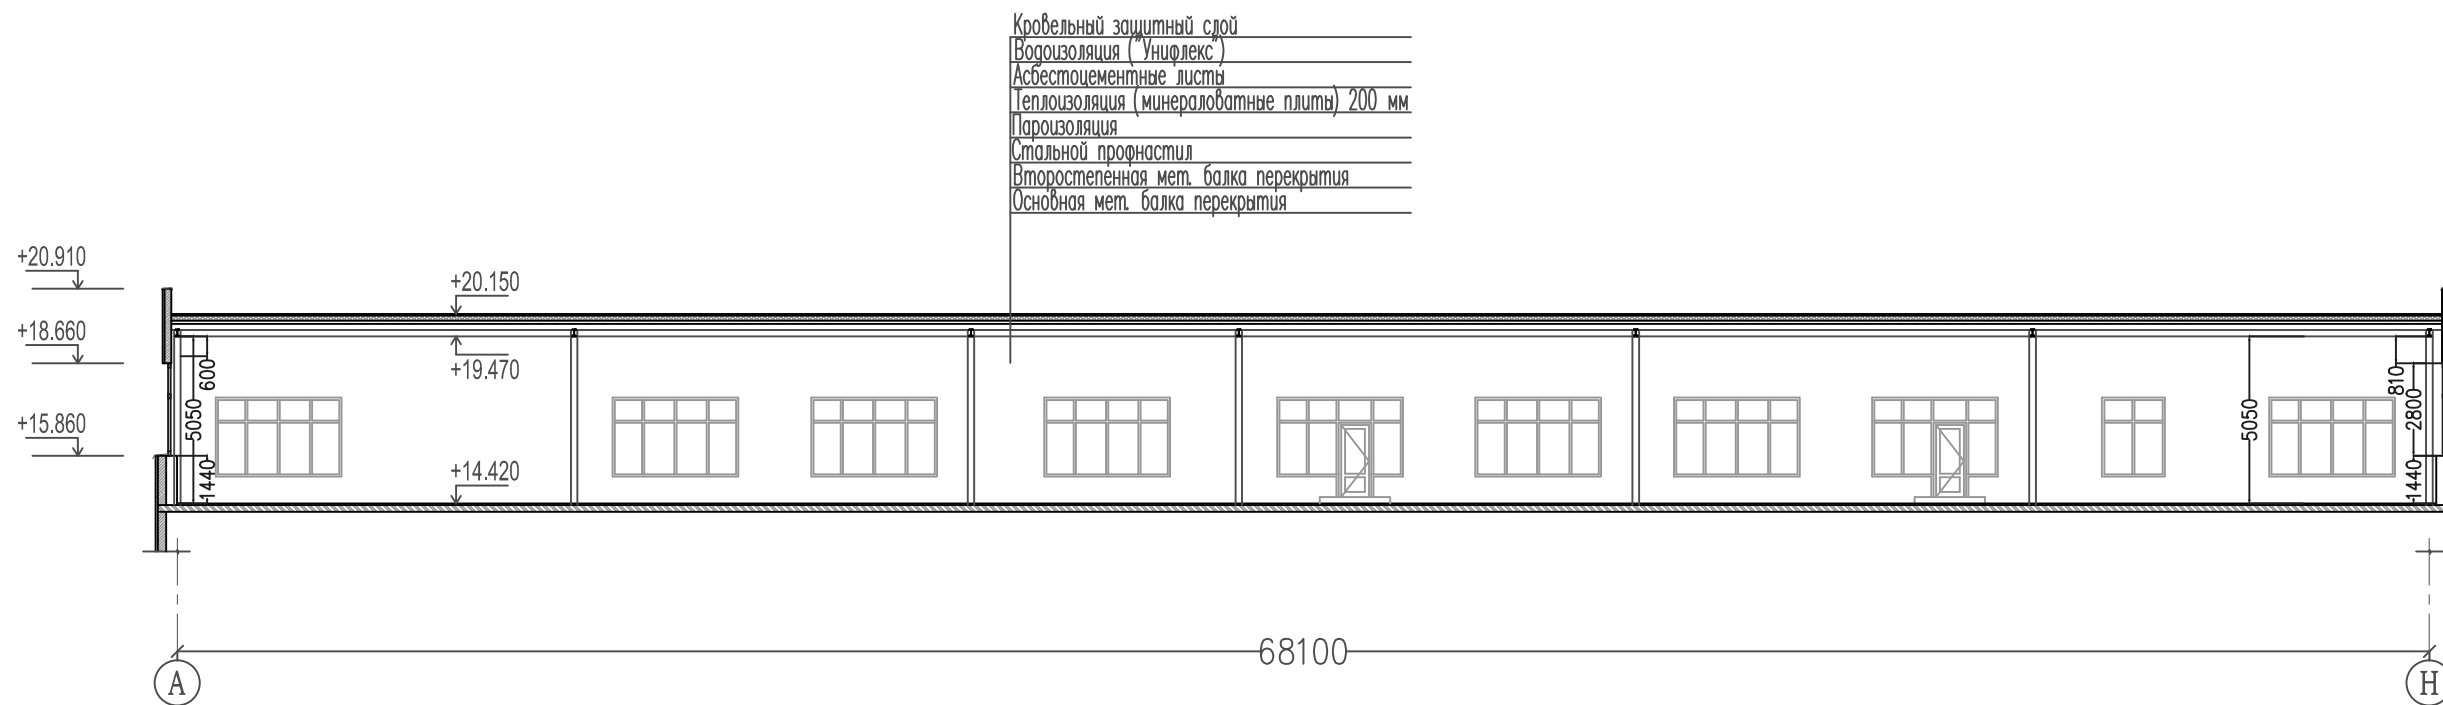 Кровельный защитный слой
Водоизоляция ("Унифлекс")
Асбестоцементные листы
Теплоизоляция (минераловатные плиты) 200 мм
Пароизоляция
Стальной профнастил
Второстепенная мет. балка перекрытия
Основная мет. балка перекрытия
+20.910
+20.150
+18.660
+19.470
600
810
5050
2800
5050
+15.860
+14.420
1440
1440
68100
А
Н